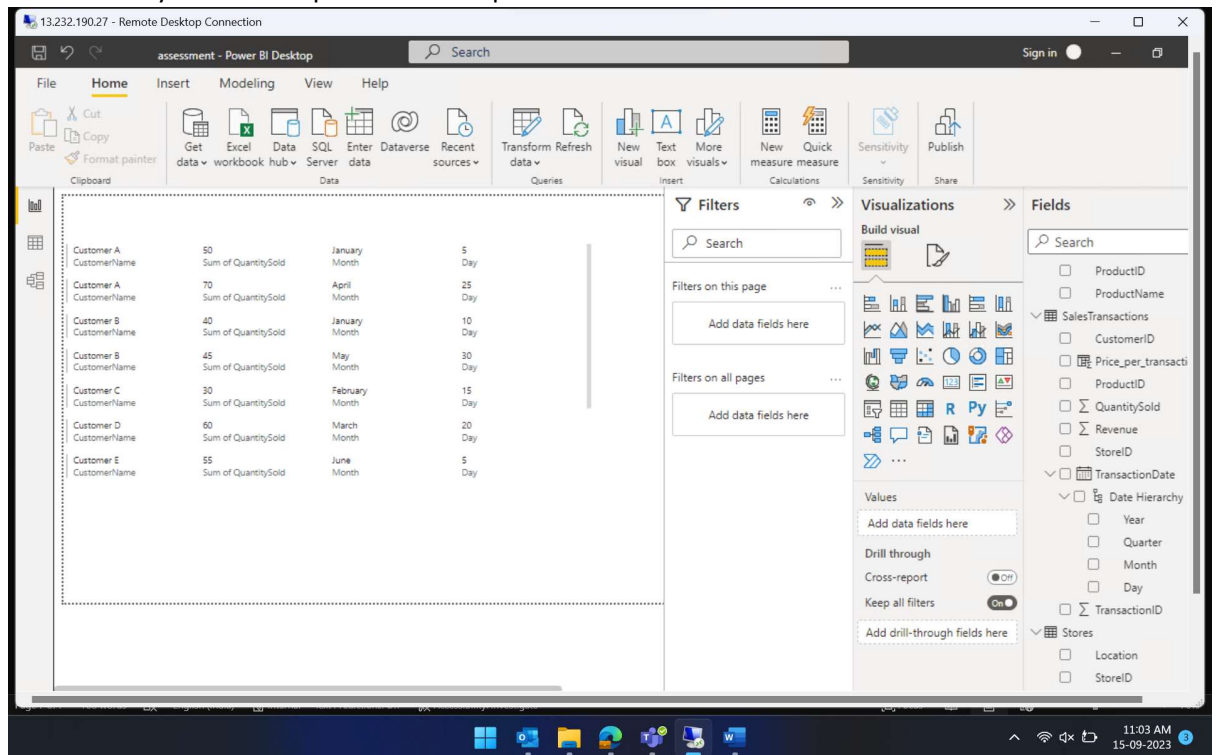 13.232.190.27 - Remote Desktop Connection
assessment - Power BI Desktop
Search
Sign in
File Home Insert Modeling View Help
Paste
Cut
Copy
Format painter
Clipboard
Get data
Excel workbook
Data hub
SQL Server
Enter data
Dataverse
Recent sources
Data
Transform data
Refresh
Queries
New visual
Text box
More visuals
Insert
New measure
Quick measure
Calculations
Sensitivity
Sensitivity
Publish
Share
Customer A 50 January 5
CustomerName Sum of QuantitySold Month Day
Customer A 70 April 25
CustomerName Sum of QuantitySold Month Day
Customer B 40 January 10
CustomerName Sum of QuantitySold Month Day
Customer B 45 May 30
CustomerName Sum of QuantitySold Month Day
Customer C 30 February 15
CustomerName Sum of QuantitySold Month Day
Customer D 60 March 20
CustomerName Sum of QuantitySold Month Day
Customer E 55 June 5
CustomerName Sum of QuantitySold Month Day
Filters
Search
Filters on this page ...
Add data fields here
Filters on all pages ...
Add data fields here
Visualizations
Build visual
123
R Py
...
Values
Add data fields here
Drill through
Cross-report Off
Keep all filters On
Add drill-through fields here
Fields
Search
ProductID
ProductName
SalesTransactions
CustomerID
Price_per_transacti
ProductID
∑ QuantitySold
∑ Revenue
StoreID
TransactionDate
Date Hierarchy
Year
Quarter
Month
Day
∑ TransactionID
Stores
Location
StoreID
11:03 AM
15-09-2023
3